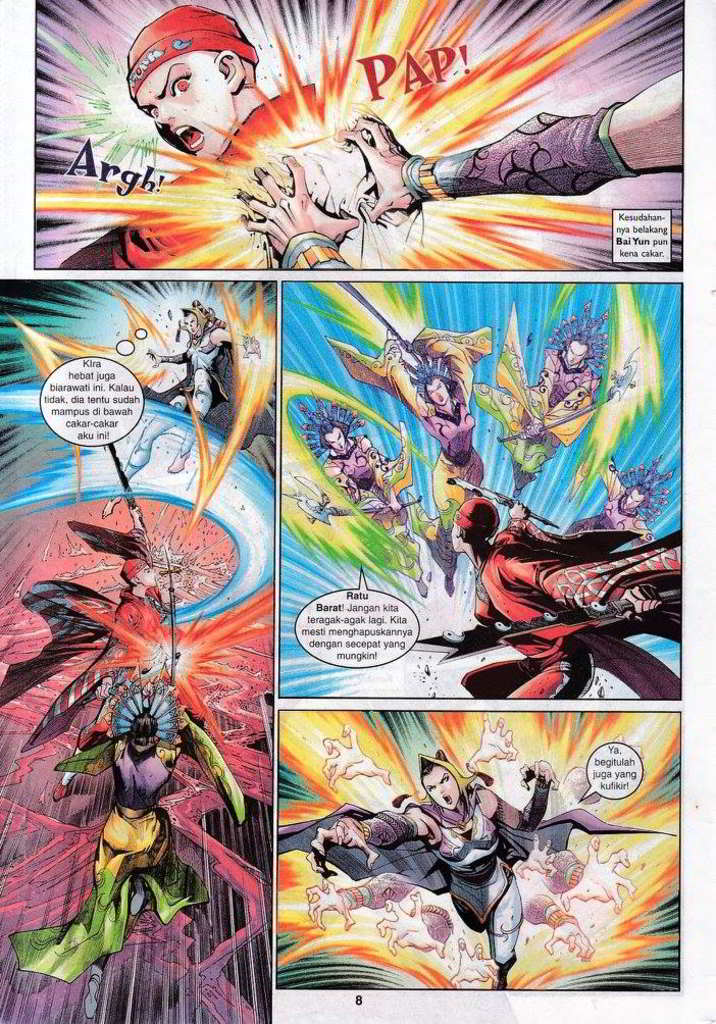 PAP!
Argh!
Kesudahan-
nya belakang
Bai Yun pun
kena cakar.
KIra
hebat juga
biarawati ini. Kalau
tidak, dia tentu sudah
mampus di bawah
cakar-cakar
aku ini!
Ratu
Barat! Jangan kita
teragak-agak lagi. Kita
mesti menghapuskannya
dengan secepat yang
mungkin!
Ya,
begitulah
juga yang
kufikir!
8